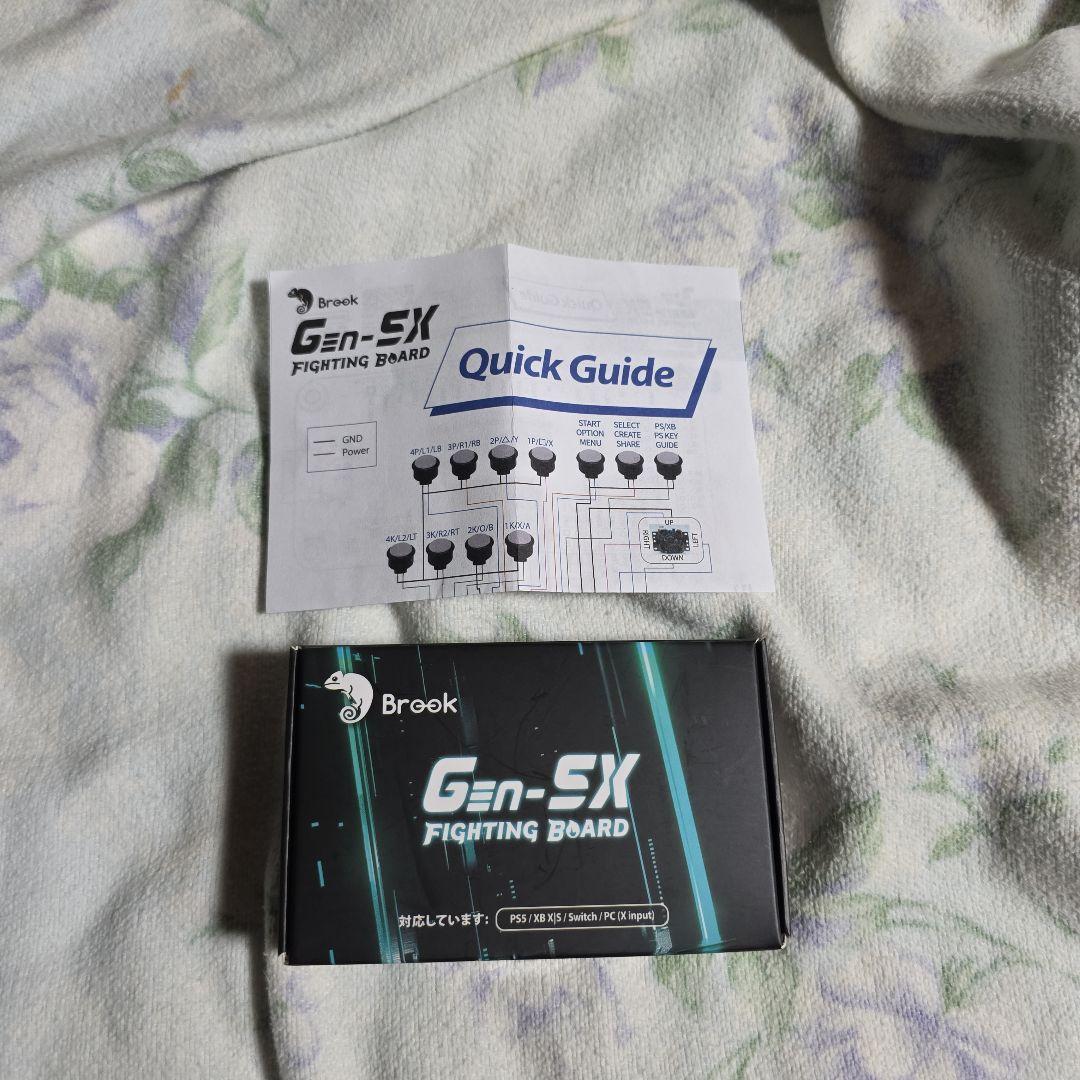 Brook
GEN-SX
FIGHTING BOARD
Quick Guide
GND
Power
4P/L1/LB
3P/R1/RB
2P/△/Y
1P/□/X
START
OPTION
MENU
SELECT
CREATE
SHARE
PS/XB
PS KEY
GUIDE
4K/L2/LT
3K/R2/RT
2K/O/B
1K/X/A
UP
RIGHT
LEFT
DOWN
Brook
GEN-SX
FIGHTING BOARD
対応しています: PS5 / XB X|S / Switch / PC (X input)